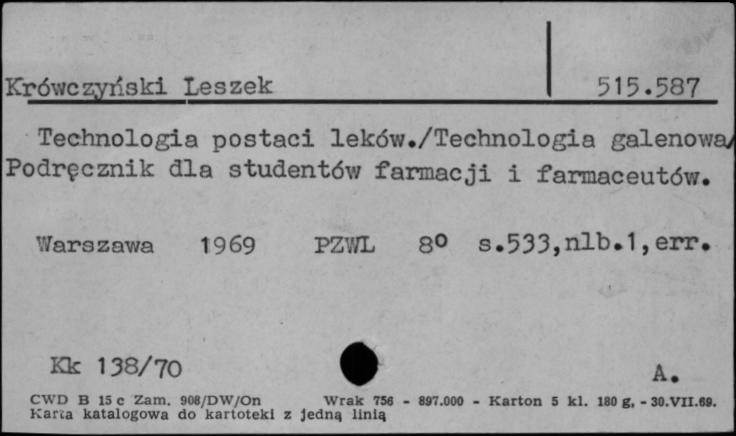 Krówczyński Leszek 515.587
Technologia postaci leków./Technologia galenowa/
Podręcznik dla studentów farmacji i farmaceutów.
Warszawa 1969 PZWL 8° s.533,nlb.1,err.
Kk 138/70 A.
CWD B 15 c Zam. 908/DW/On Wrak 756 - 897.000 - Karton 5 kl. 180 g, - 30.VII.69.
Karta katalogowa do kartoteki z jedną linią